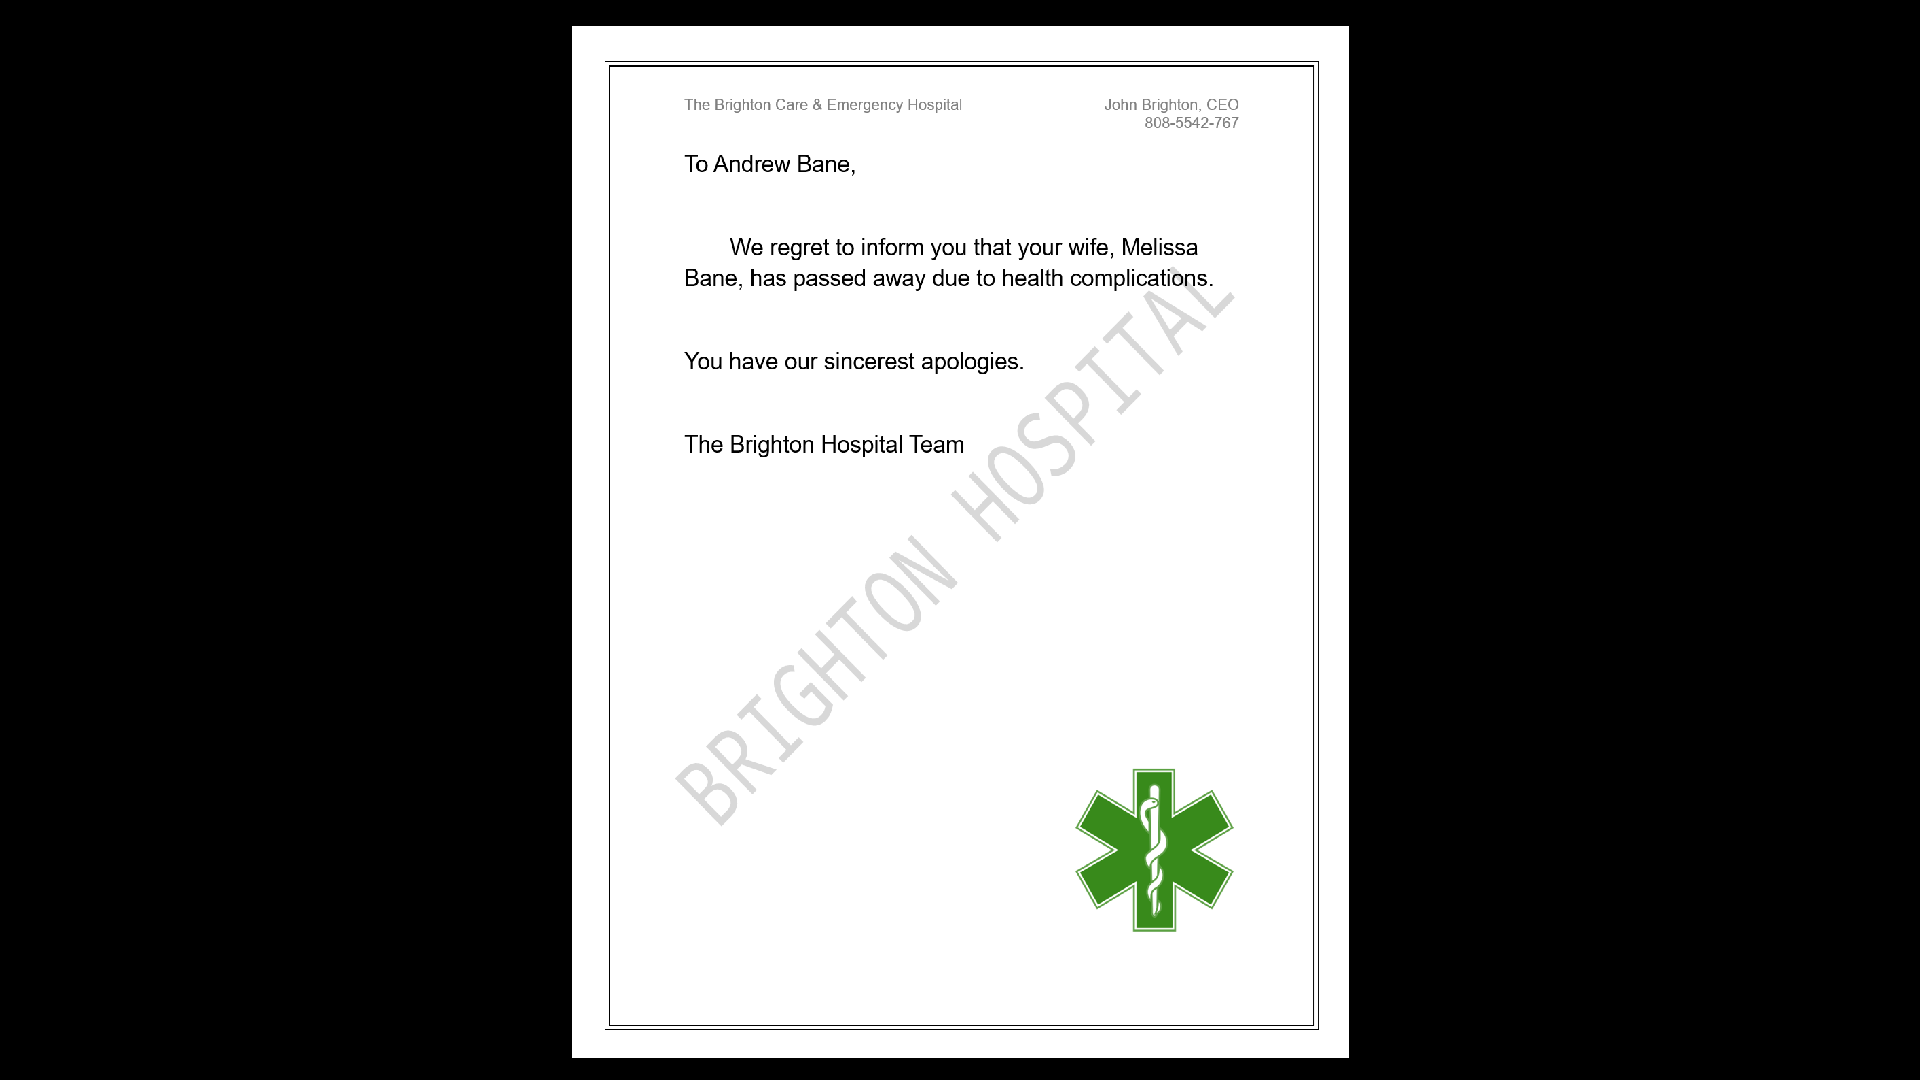 The Brighton Care & Emergency Hospital
John Brighton, CEO
808-5542-767
To Andrew Bane,
We regret to inform you that your wife, Melissa
Bane, has passed away due to health complications.
You have our sincerest apologies.
The Brighton Hospital Team
BRIGHTON HOSPITAL